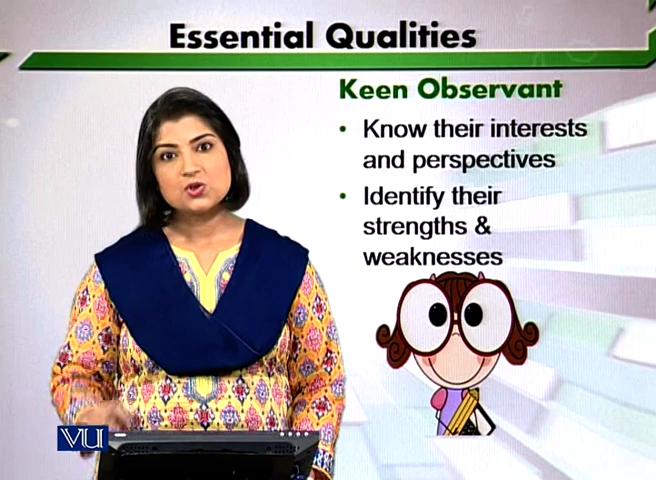 Essential Qualities
Keen Observant
• Know their interests
and perspectives
• Identify their
strengths &
weaknesses
VU